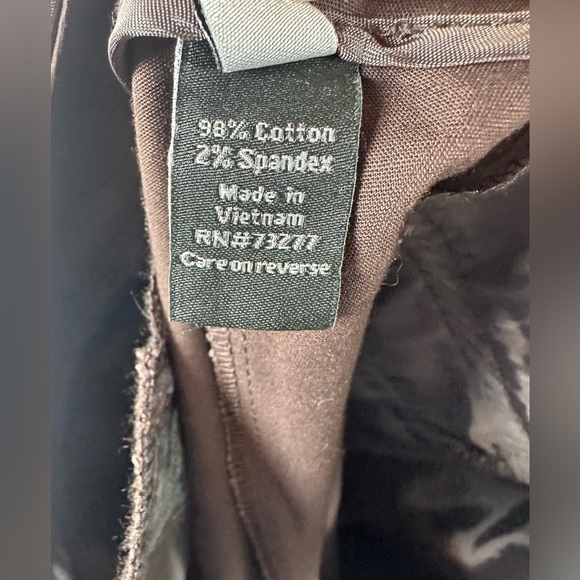 98% Cotton
2% Spandex
Made in
Vietnam
RN#73277
Care on reverse